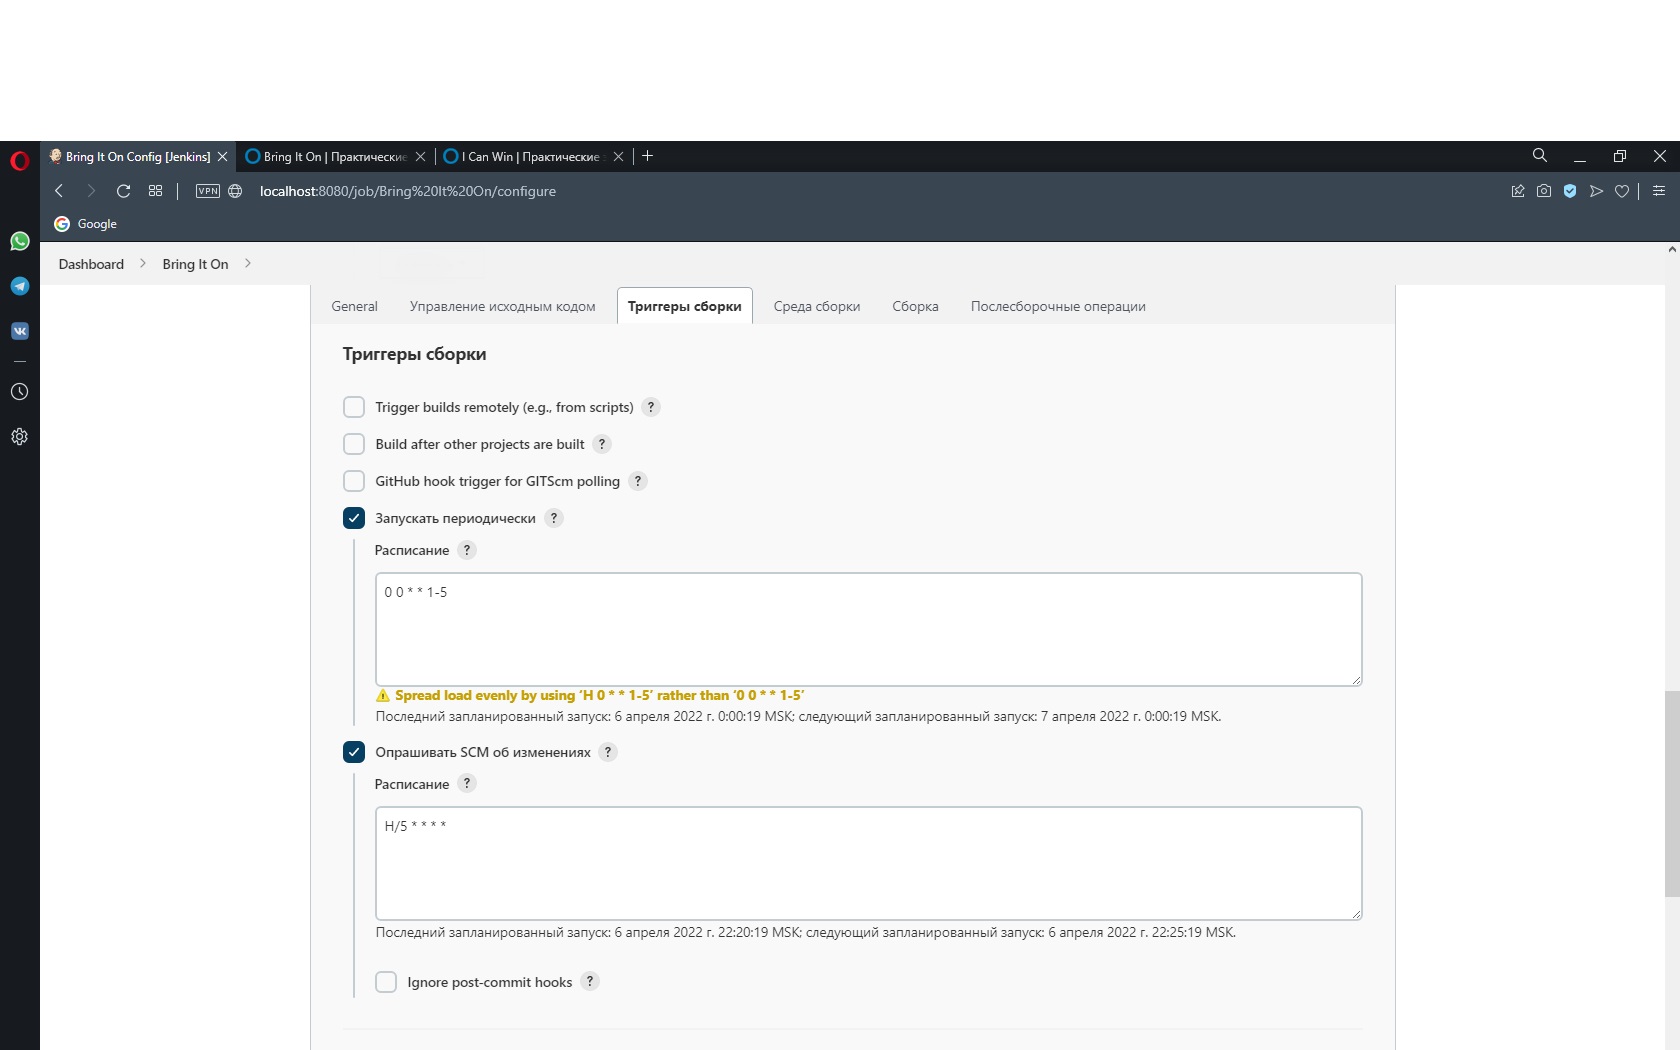 Bring It On Config [Jenkins]
Bring It On | Практические
I Can Win | Практические
VPN
localhost:8080/job/Bring%20It%20On/configure
Google
Dashboard
Bring It On
General
Управление исходным кодом
Триггеры сборки
Среда сборки
Сборка
Послесборочные операции
Триггеры сборки
Trigger builds remotely (e.g., from scripts) ?
Build after other projects are built ?
GitHub hook trigger for GITScm polling ?
Запускать периодически ?
Расписание ?
0 0 * * 1-5
Spread load evenly by using ‘H 0 * * 1-5’ rather than ‘0 0 * * 1-5’
Последний запланированный запуск: 6 апреля 2022 г. 0:00:19 MSK; следующий запланированный запуск: 7 апреля 2022 г. 0:00:19 MSK.
Опрашивать SCM об изменениях ?
Расписание ?
H/5 * * * *
Последний запланированный запуск: 6 апреля 2022 г. 22:20:19 MSK; следующий запланированный запуск: 6 апреля 2022 г. 22:25:19 MSK.
Ignore post-commit hooks ?